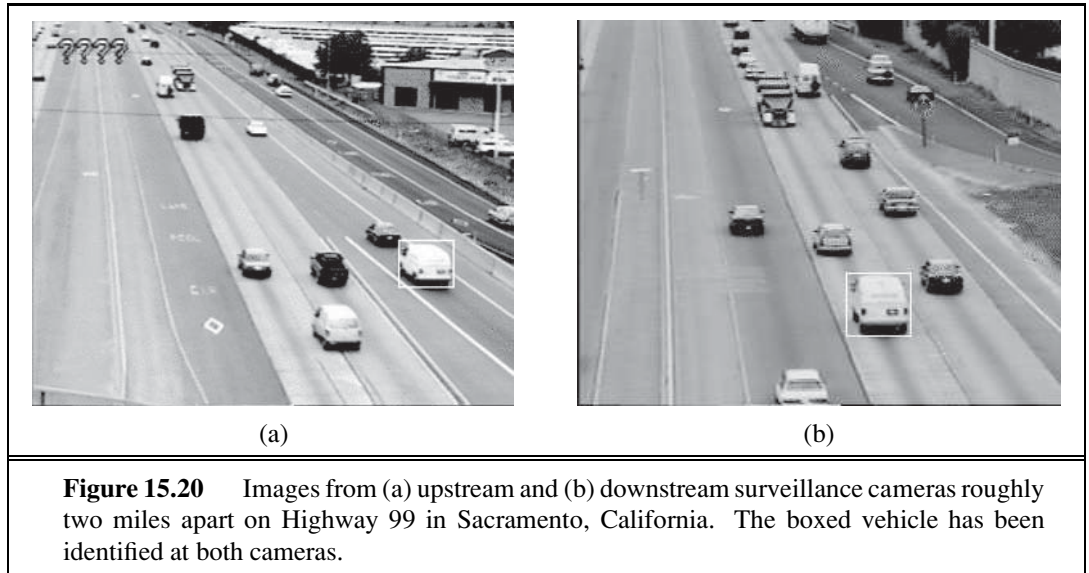 ????
(a)
(b)
Figure 15.20 Images from (a) upstream and (b) downstream surveillance cameras roughly
two miles apart on Highway 99 in Sacramento, California. The boxed vehicle has been
identified at both cameras.